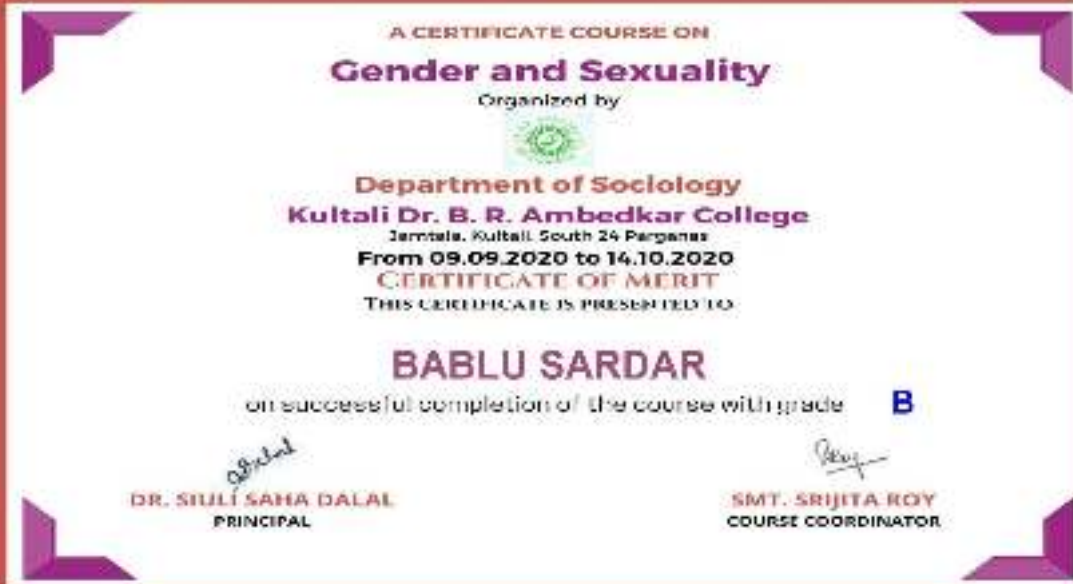 A CERTIFICATE COURSE ON
Gender and Sexuality
Organized by
Department of Sociology
Kultali Dr. B. R. Ambedkar College
Jamtala, Kultali, South 24 Parganas
From 09.09.2020 to 14.10.2020
CERTIFICATE OF MERIT
THIS CERTIFICATE IS PRESENTED TO
BABLU SARDAR
on successful completion of the course with grade B
DR. SIULI SAHA DALAL
PRINCIPAL
SMT. SRIJITA ROY
COURSE COORDINATOR